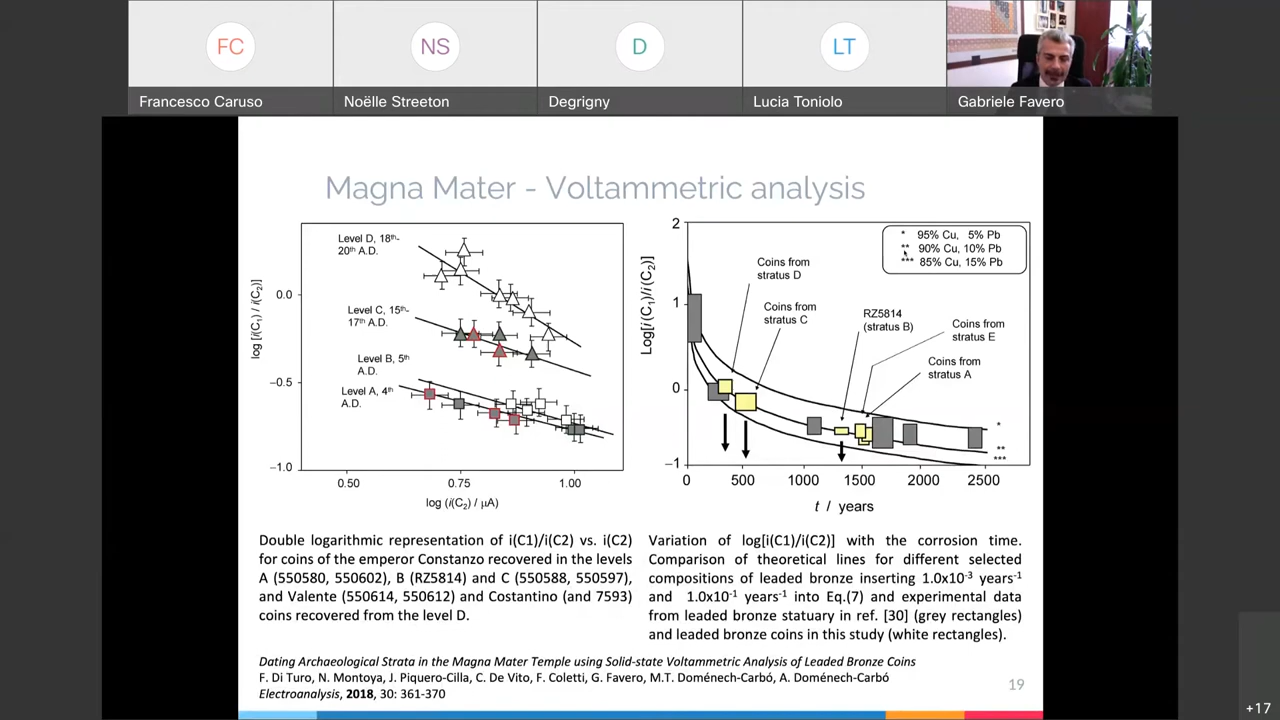 FC
NS
D
LT
Francesco Caruso
Noëlle Streeton
Degrigny
Lucia Toniolo
Gabriele Favero
Magna Mater - Voltammetric analysis
Level D, 18th-
20th A.D.
Level C, 15th-
17th A.D.
Level B, 5th
A.D.
Level A, 4th
A.D.
log [i(C1) / i(C2)]
0.0
−0.5
−1.0
0.50
0.75
1.00
log (i(C2) / μA)
2
1
0
−1
Log[i(C1)/i(C2)]
* 95% Cu, 5% Pb
** 90% Cu, 10% Pb
*** 85% Cu, 15% Pb
Coins from
stratus D
Coins from
stratus C
RZ5814
(stratus B)
Coins from
stratus E
Coins from
stratus A
*
**
***
0
500
1000
1500
2000
2500
t / years
Double logarithmic representation of i(C1)/i(C2) vs. i(C2)
for coins of the emperor Constanzo recovered in the levels
A (550580, 550602), B (RZ5814) and C (550588, 550597),
and Valente (550614, 550612) and Costantino (and 7593)
coins recovered from the level D.
Variation of log[i(C1)/i(C2)] with the corrosion time.
Comparison of theoretical lines for different selected
compositions of leaded bronze inserting 1.0x10-3 years-1
and 1.0x10-1 years-1 into Eq.(7) and experimental data
from leaded bronze statuary in ref. [30] (grey rectangles)
and leaded bronze coins in this study (white rectangles).
Dating Archaeological Strata in the Magna Mater Temple using Solid-state Voltammetric Analysis of Leaded Bronze Coins
F. Di Turo, N. Montoya, J. Piquero-Cilla, C. De Vito, F. Coletti, G. Favero, M.T. Doménech-Carbó, A. Doménech-Carbó
Electroanalysis, 2018, 30: 361-370
19
+17